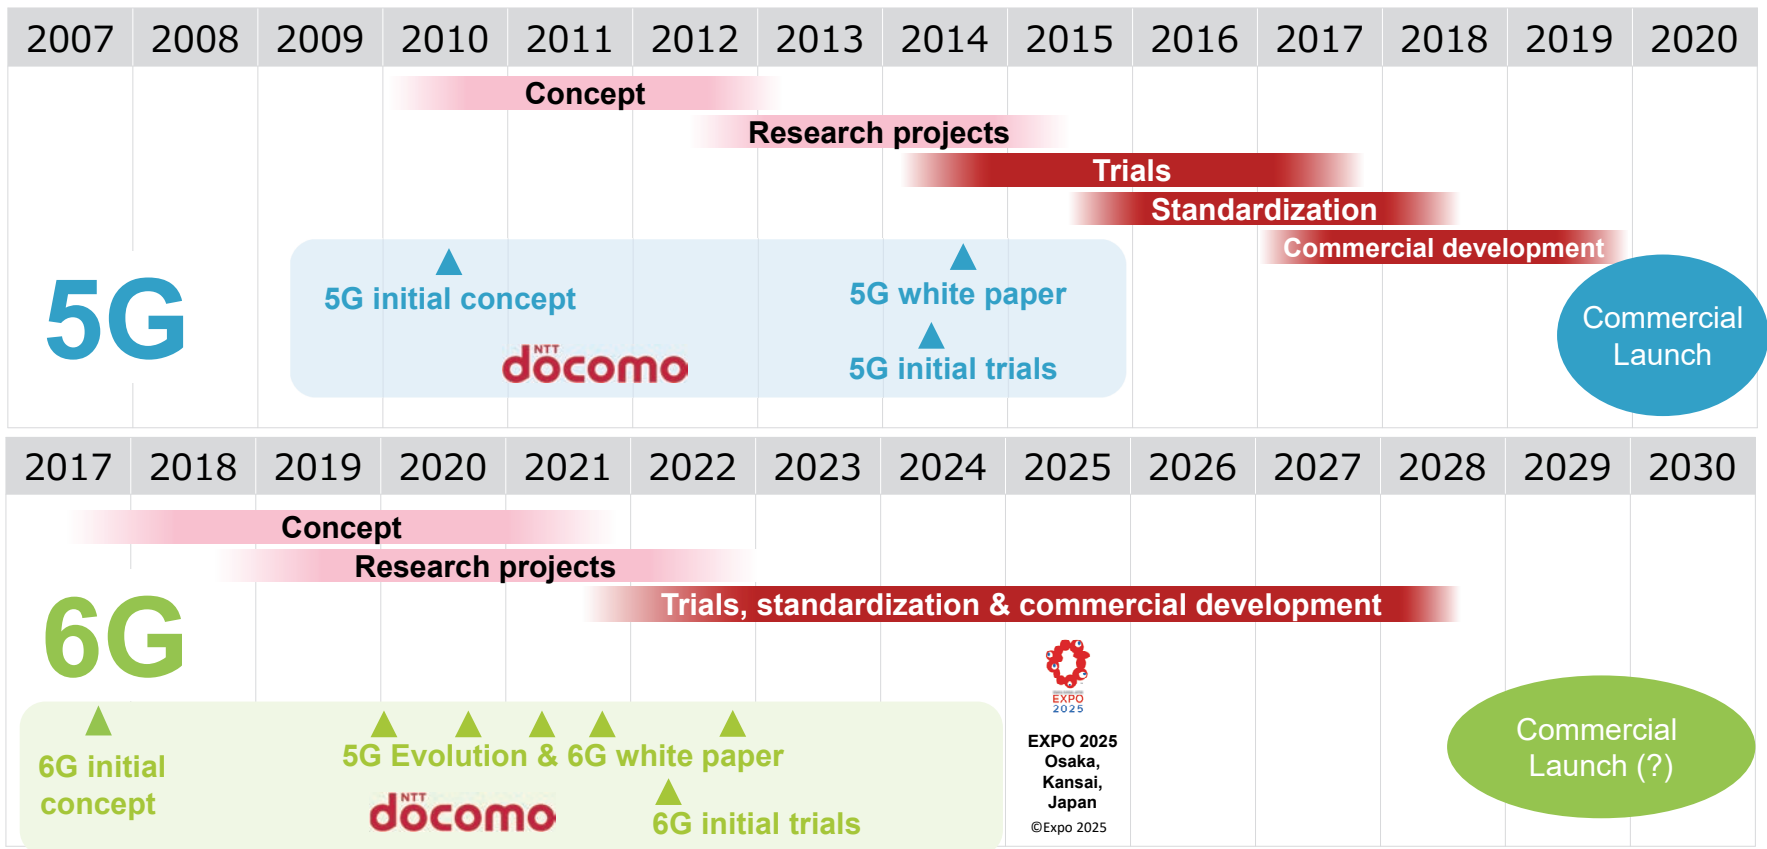 2007 2008 2009 2010 2011 2012 2013 2014 2015 2016 2017 2018 2019 2020
Concept
Research projects
Trials
Standardization
Commercial development
5G
5G initial concept
5G white paper
NTT
döcomo
5G initial trials
Commercial
Launch
2017 2018 2019 2020 2021 2022 2023 2024 2025 2026 2027 2028 2029 2030
Concept
Research projects
Trials, standardization & commercial development
6G
6G initial
concept
5G Evolution & 6G white paper
NTT
döcomo
6G initial trials
EXPO
2025
EXPO 2025
Osaka,
Kansai,
Japan
©Expo 2025
Commercial
Launch (?)